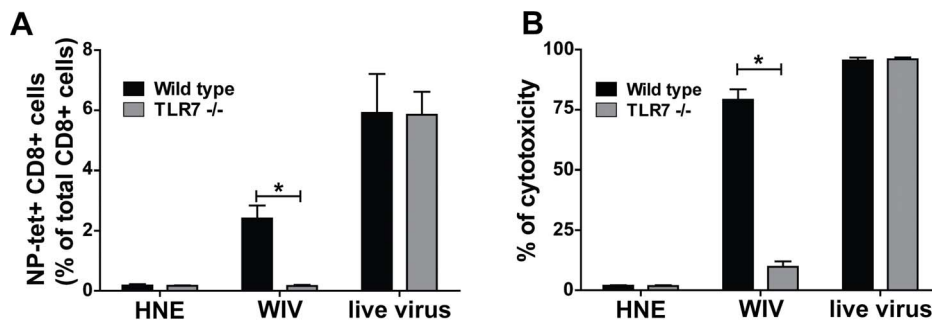 A
NP-tet+ CD8+ cells
(% of total CD8+ cells)
8
6
4
2
0
Wild type
TLR7 -/-
*
HNE
WIV
live virus
B
% of cytotoxicity
100
75
50
25
0
Wild type
TLR7 -/-
*
HNE
WIV
live virus